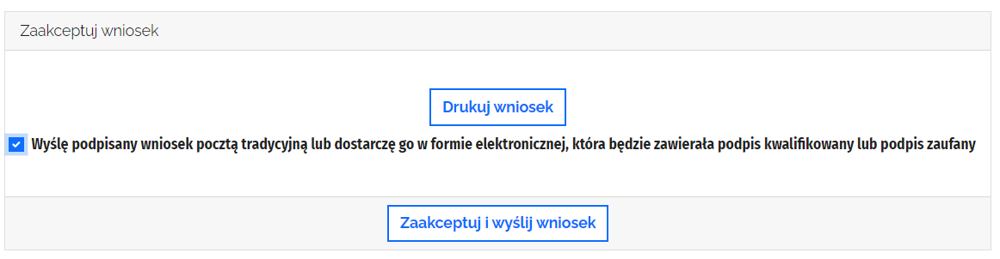 Zaakceptuj wniosek
Drukuj wniosek
Wyślę podpisany wniosek pocztą tradycyjną lub dostarczę go w formie elektronicznej, która będzie zawierała podpis kwalifikowany lub podpis zaufany
Zaakceptuj i wyślij wniosek